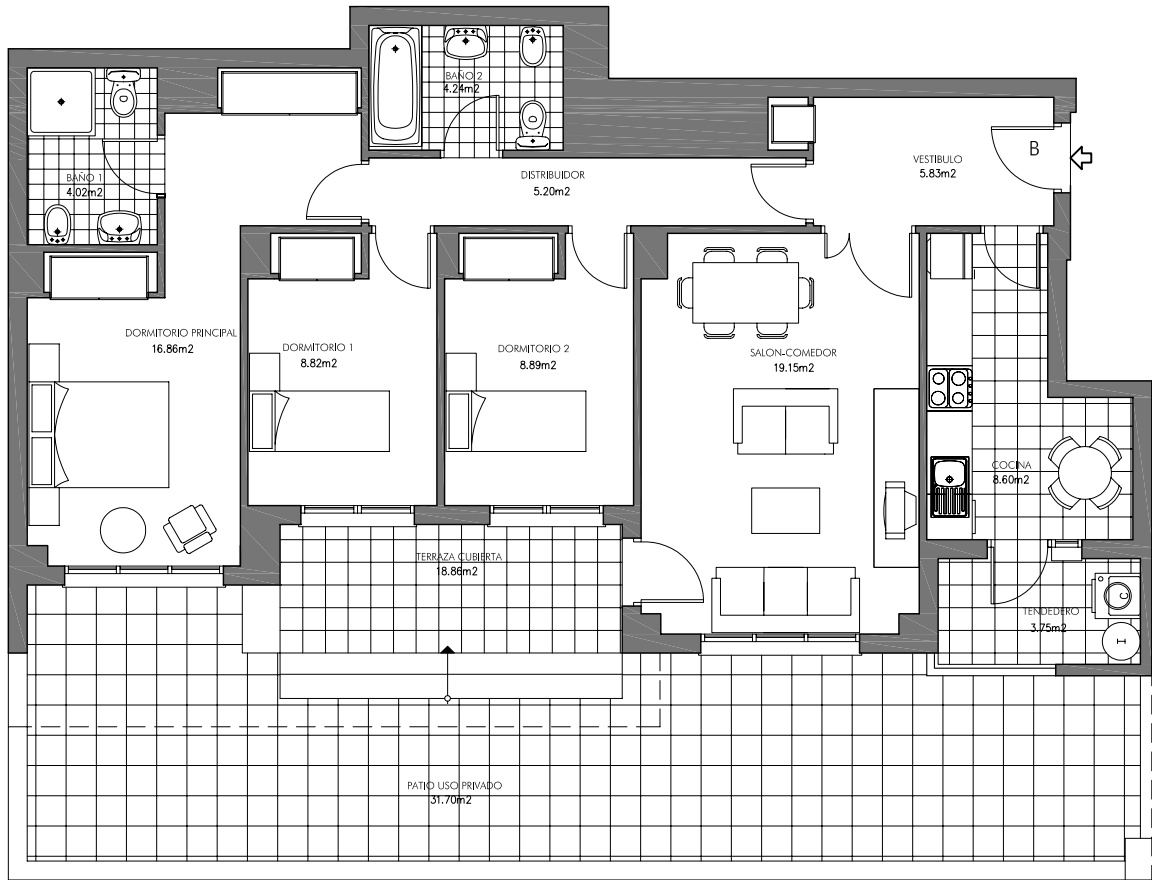 BAÑO 2
4.24m2
BAÑO 1
4.02m2
DISTRIBUIDOR
5.20m2
VESTIBULO
5.83m2
B
DORMITORIO PRINCIPAL
16.86m2
DORMITORIO 1
8.82m2
DORMITORIO 2
8.89m2
SALON-COMEDOR
19.15m2
COCINA
8.60m2
TERRAZA CUBIERTA
18.86m2
TENDEDERO
3.75m2
C
I
PATIO USO PRIVADO
31.70m2